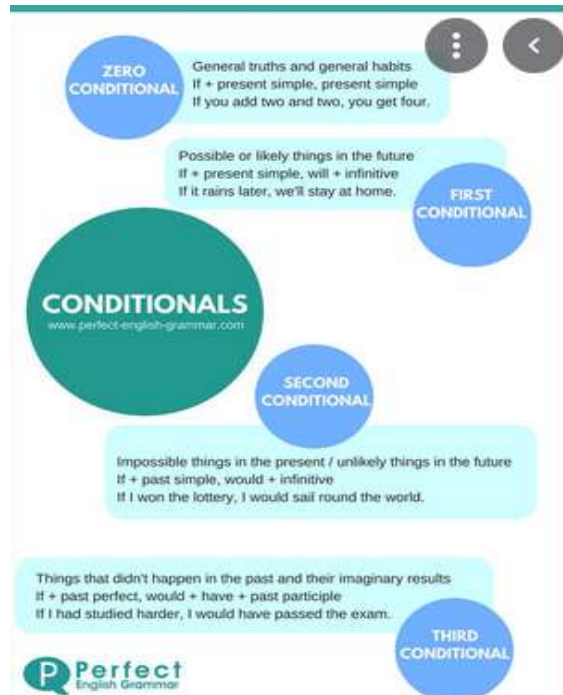 ZERO
CONDITIONAL
General truths and general habits
If + present simple, present simple
If you add two and two, you get four.
Possible or likely things in the future
If + present simple, will + infinitive
If it rains later, we'll stay at home.
FIRST
CONDITIONAL
CONDITIONALS
www.perfect-english-grammar.com
SECOND
CONDITIONAL
Impossible things in the present / unlikely things in the future
If + past simple, would + infinitive
If I won the lottery, I would sail round the world.
Things that didn't happen in the past and their imaginary results
If + past perfect, would + have + past participle
If I had studied harder, I would have passed the exam.
THIRD
CONDITIONAL
P Perfect
English Grammar